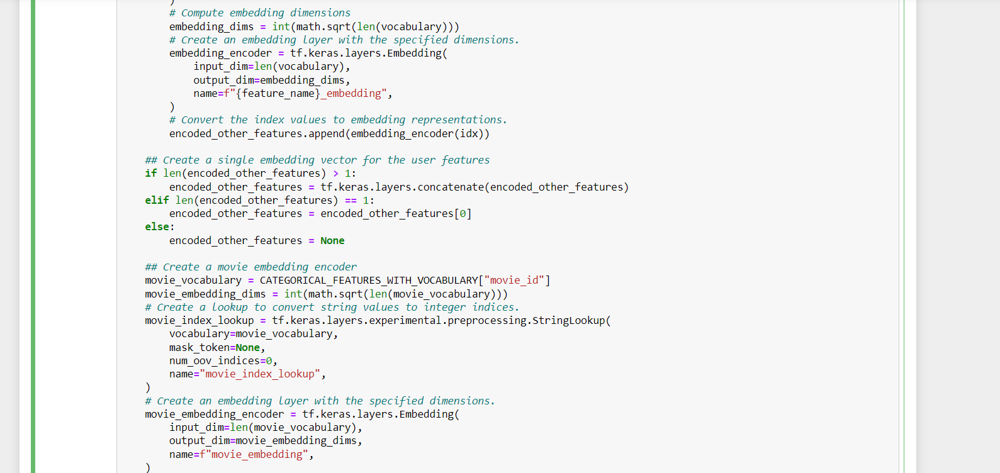 )
# Compute embedding dimensions
embedding_dims = int(math.sqrt(len(vocabulary)))
# Create an embedding layer with the specified dimensions.
embedding_encoder = tf.keras.layers.Embedding(
    input_dim=len(vocabulary),
    output_dim=embedding_dims,
    name=f"{feature_name}_embedding",
)
# Convert the index values to embedding representations.
encoded_other_features.append(embedding_encoder(idx))
## Create a single embedding vector for the user features
if len(encoded_other_features) > 1:
    encoded_other_features = tf.keras.layers.concatenate(encoded_other_features)
elif len(encoded_other_features) == 1:
    encoded_other_features = encoded_other_features[0]
else:
    encoded_other_features = None
## Create a movie embedding encoder
movie_vocabulary = CATEGORICAL_FEATURES_WITH_VOCABULARY["movie_id"]
movie_embedding_dims = int(math.sqrt(len(movie_vocabulary)))
# Create a lookup to convert string values to integer indices.
movie_index_lookup = tf.keras.layers.experimental.preprocessing.StringLookup(
    vocabulary=movie_vocabulary,
    mask_token=None,
    num_oov_indices=0,
    name="movie_index_lookup",
)
# Create an embedding layer with the specified dimensions.
movie_embedding_encoder = tf.keras.layers.Embedding(
    input_dim=len(movie_vocabulary),
    output_dim=movie_embedding_dims,
    name=f"movie_embedding",
)